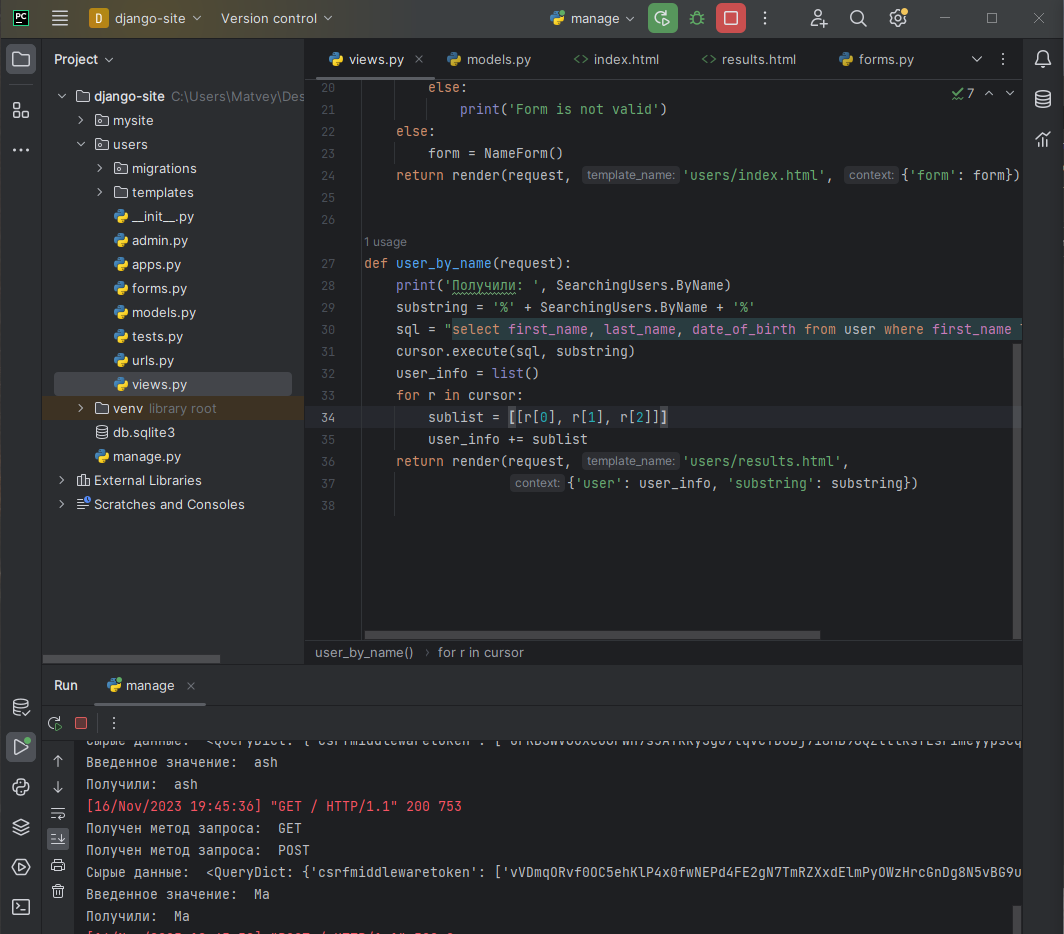 PC
D django-site
Version control
manage
Project
views.py
models.py
index.html
results.html
forms.py
django-site C:\Users\Matvey\Des
mysite
users
migrations
templates
__init__.py
admin.py
apps.py
forms.py
models.py
tests.py
urls.py
views.py
venv library root
db.sqlite3
manage.py
External Libraries
Scratches and Consoles
7
20 else:
21 print('Form is not valid')
22 else:
23 form = NameForm()
24 return render(request, template_name: 'users/index.html', context: {'form': form})
25
26
1 usage
27 def user_by_name(request):
28 print('Получили: ', SearchingUsers.ByName)
29 substring = '%' + SearchingUsers.ByName + '%'
30 sql = "select first_name, last_name, date_of_birth from user where first_name
31 cursor.execute(sql, substring)
32 user_info = list()
33 for r in cursor:
34 sublist = [[r[0], r[1], r[2]]]
35 user_info += sublist
36 return render(request, template_name: 'users/results.html',
37 context: {'user': user_info, 'substring': substring})
38
user_by_name() › for r in cursor
Run
manage
Сырые данные: <QueryDict: {'csrfmiddlewaretoken': [
Введенное значение: ash
Получили: ash
[16/Nov/2023 19:45:36] "GET / HTTP/1.1" 200 753
Получен метод запроса: GET
Получен метод запроса: POST
Сырые данные: <QueryDict: {'csrfmiddlewaretoken': ['vVDmqORvf0OC5ehKlP4x0fwNEPd4FE2gN7TmRZXxdElmPyOWzHrcGnDg8N5vBG9u
Введенное значение: Ma
Получили: Ma